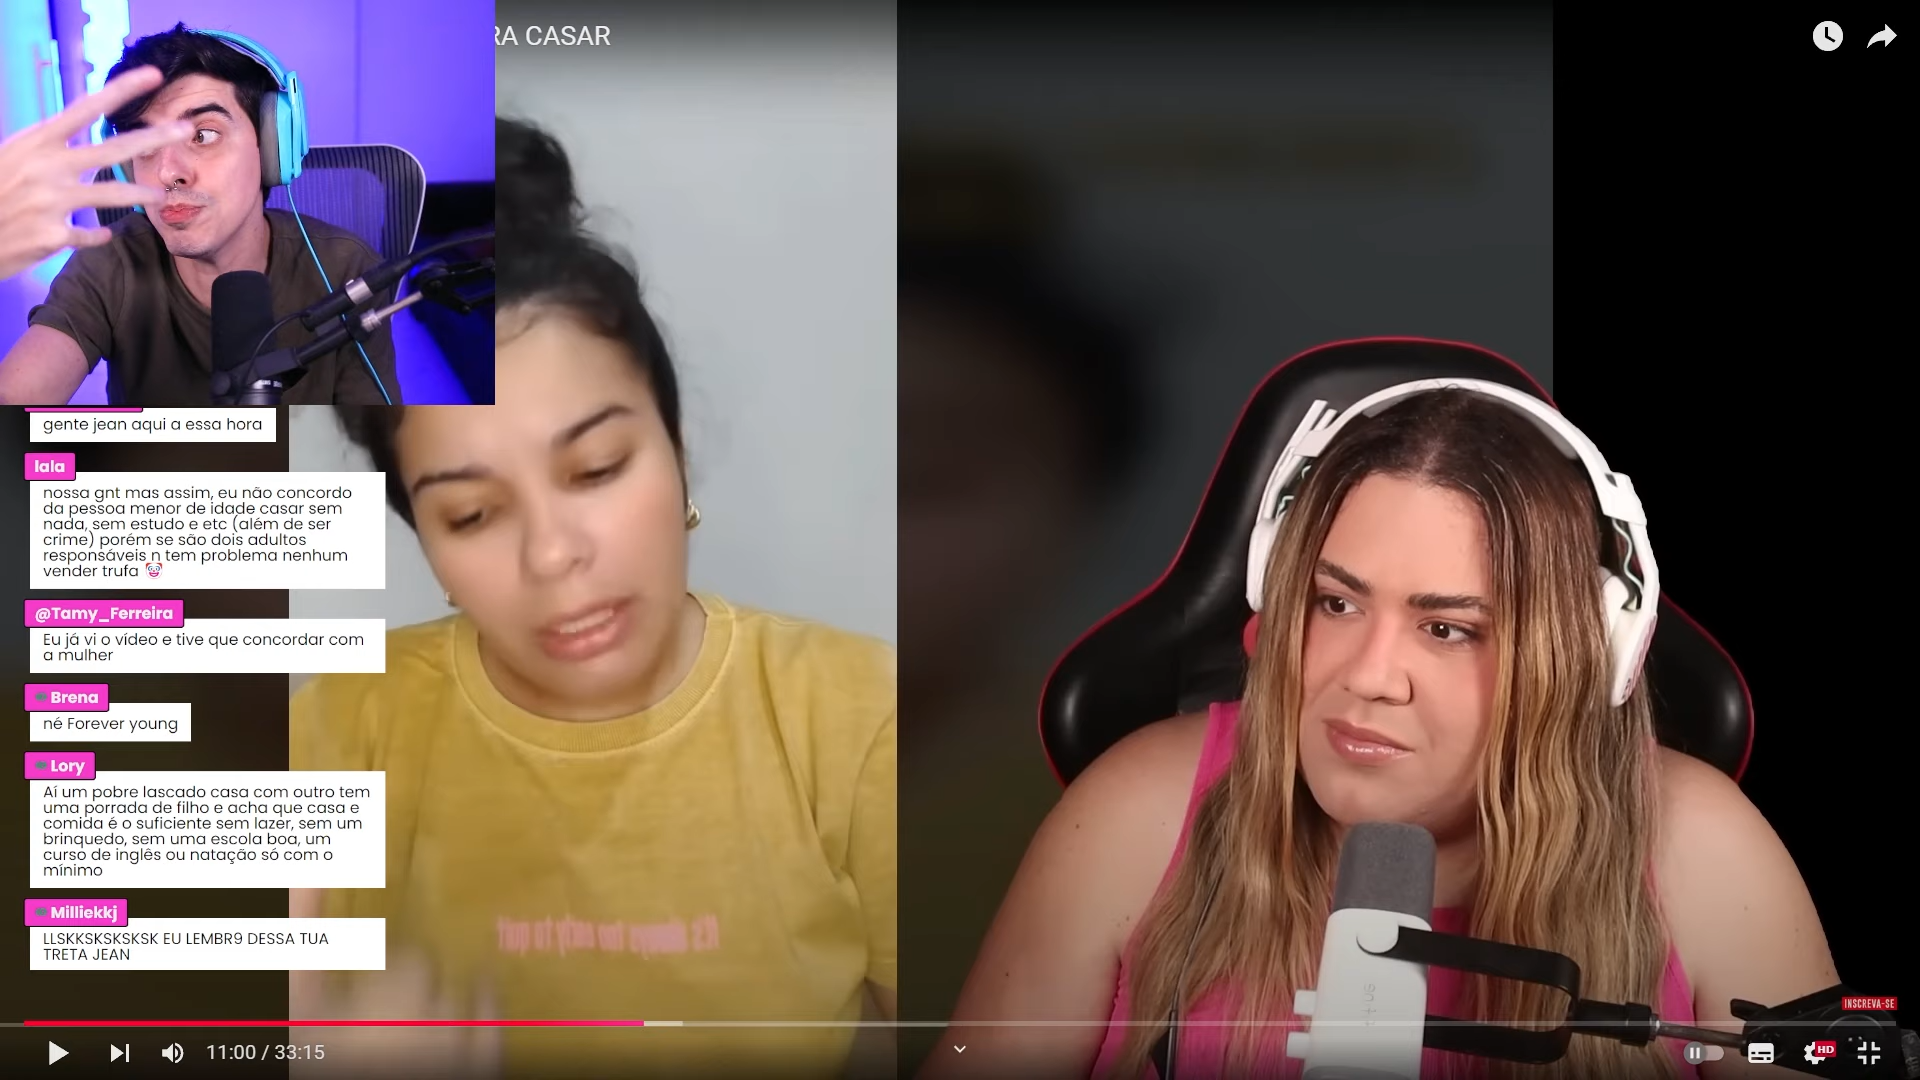 RA CASAR
gente jean aqui a essa hora
lala
nossa gnt mas assim, eu não concordo
da pessoa menor de idade casar sem
nada, sem estudo e etc (além de ser
crime) porém se são dois adultos
responsáveis n tem problema nenhum
vender trufa 🤡
@Tamy_Ferreira
Eu já vi o vídeo e tive que concordar com
a mulher
Brena
né Forever young
Lory
Aí um pobre lascado casa com outro tem
uma porrada de filho e acha que casa e
comida é o suficiente sem lazer, sem um
brinquedo, sem uma escola boa, um
curso de inglês ou natação só com o
mínimo
Milliekkj
LLSKKSKSKSKSK EU LEMBR9 DESSA TUA
TRETA JEAN
INSCREVA-SE
11:00 / 33:15
HD